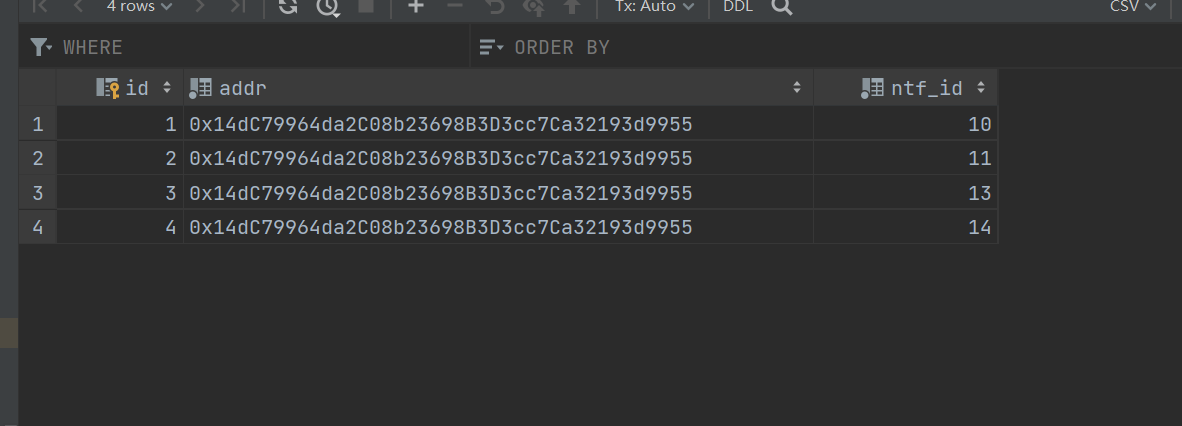 4 rows Tx: Auto DDL CSV
WHERE ORDER BY
id addr ntf_id
1 1 0x14dC79964da2C08b23698B3D3cc7Ca32193d9955 10
2 2 0x14dC79964da2C08b23698B3D3cc7Ca32193d9955 11
3 3 0x14dC79964da2C08b23698B3D3cc7Ca32193d9955 13
4 4 0x14dC79964da2C08b23698B3D3cc7Ca32193d9955 14